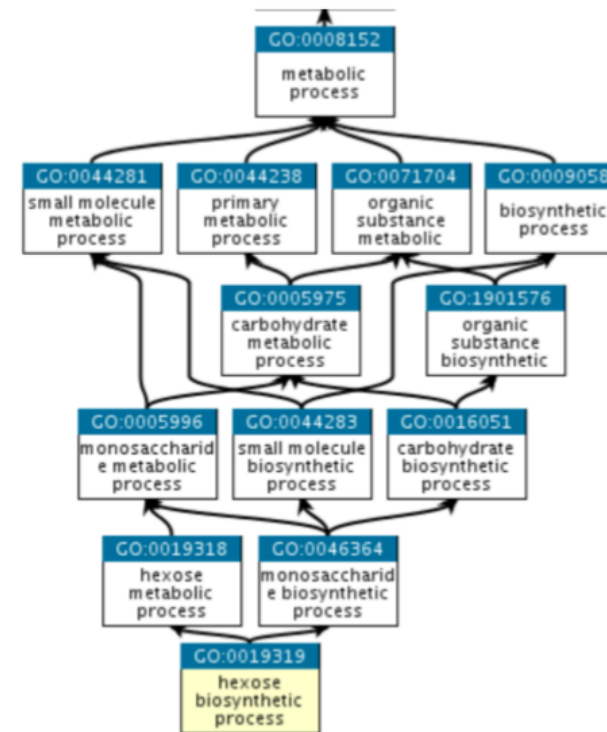 GO:0008152
metabolic
process
GO:0044281
small molecule
metabolic
process
GO:0044238
primary
metabolic
process
GO:0071704
organic
substance
metabolic
GO:0009058
biosynthetic
process
GO:0005975
carbohydrate
metabolic
process
GO:1901576
organic
substance
biosynthetic
GO:0005996
monosaccharid
e metabolic
process
GO:0044283
small molecule
biosynthetic
process
GO:0016051
carbohydrate
biosynthetic
process
GO:0019318
hexose
metabolic
process
GO:0046364
monosaccharid
e biosynthetic
process
GO:0019319
hexose
biosynthetic
process